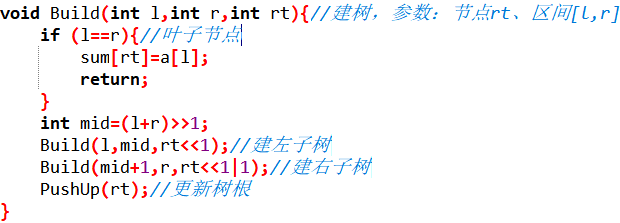 void Build(int l,int r,int rt){//建树，参数：节点rt、区间[l,r]
    if (l==r){//叶子节点
        sum[rt]=a[l];
        return;
    }
    int mid=(l+r)>>1;
    Build(l,mid,rt<<1);//建左子树
    Build(mid+1,r,rt<<1|1);//建右子树
    PushUp(rt);//更新树根
}